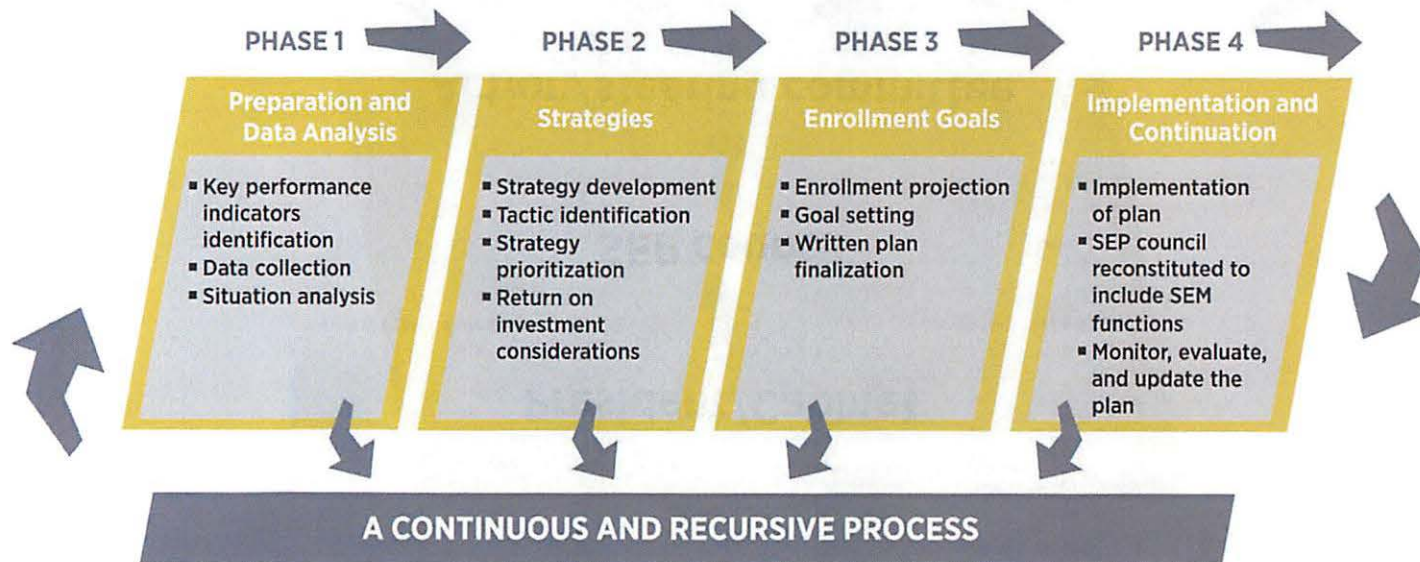 PHASE 1
PHASE 2
PHASE 3
PHASE 4
Preparation and
Data Analysis
▪ Key performance
indicators
identification
▪ Data collection
▪ Situation analysis
Strategies
▪ Strategy development
▪ Tactic identification
▪ Strategy
prioritization
▪ Return on
investment
considerations
Enrollment Goals
▪ Enrollment projection
▪ Goal setting
▪ Written plan
finalization
Implementation and
Continuation
▪ Implementation
of plan
▪ SEP council
reconstituted to
include SEM
functions
▪ Monitor, evaluate,
and update the
plan
A CONTINUOUS AND RECURSIVE PROCESS